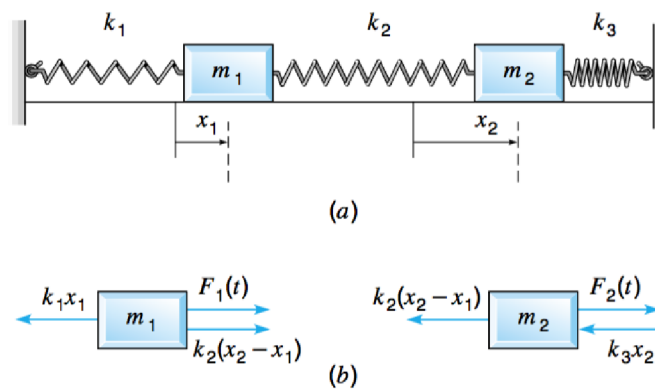 k₁ k₂ k₃
m₁ m₂
x₁ x₂
(a)
k₁x₁ F₁(t) k₂(x₂ − x₁) F₂(t)
m₁ m₂
k₂(x₂ − x₁) k₃x₂
(b)